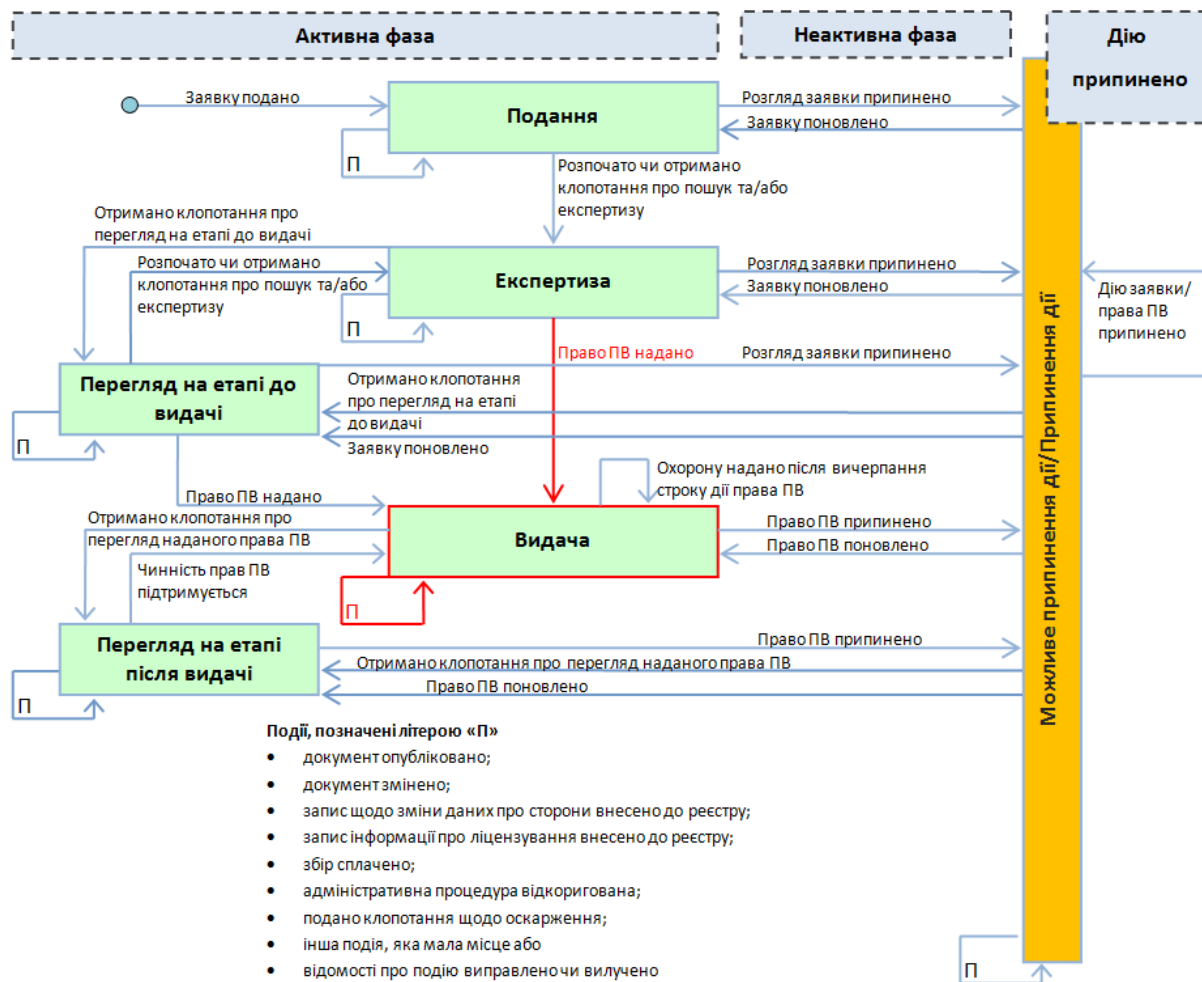 Активна фаза
Неактивна фаза
Дію
припинено
Заявку подано
Подання
Розгляд заявки припинено
Заявку поновлено
П
Розпочато чи отримано
клопотання про пошук та/або
експертизу
Отримано клопотання про
перегляд на етапі до видачі
Розпочато чи отримано
клопотання про пошук та/або
експертизу
Експертиза
Розгляд заявки припинено
Заявку поновлено
П
Дію заявки/
права ПВ
припинено
Право ПВ надано
Розгляд заявки припинено
Перегляд на етапі до
видачі
Отримано клопотання
про перегляд на етапі
до видачі
Заявку поновлено
П
Право ПВ надано
Охорону надано після вичерпання
строку дії права ПВ
Отримано клопотання про
перегляд наданого права ПВ
Видача
Право ПВ припинено
Право ПВ поновлено
Чинність прав ПВ
підтримується
П
Перегляд на етапі
після видачі
Право ПВ припинено
Отримано клопотання про перегляд наданого права ПВ
Право ПВ поновлено
П
Можливе припинення дії/Припинення дії
Події, позначені літерою «П»
• документ опубліковано;
• документ змінено;
• запис щодо зміни даних про сторони внесено до реєстру;
• запис інформації про ліцензування внесено до реєстру;
• збір сплачено;
• адміністративна процедура відкоригована;
• подано клопотання щодо оскарження;
• інша подія, яка мала місце або
• відомості про подію виправлено чи вилучено
П